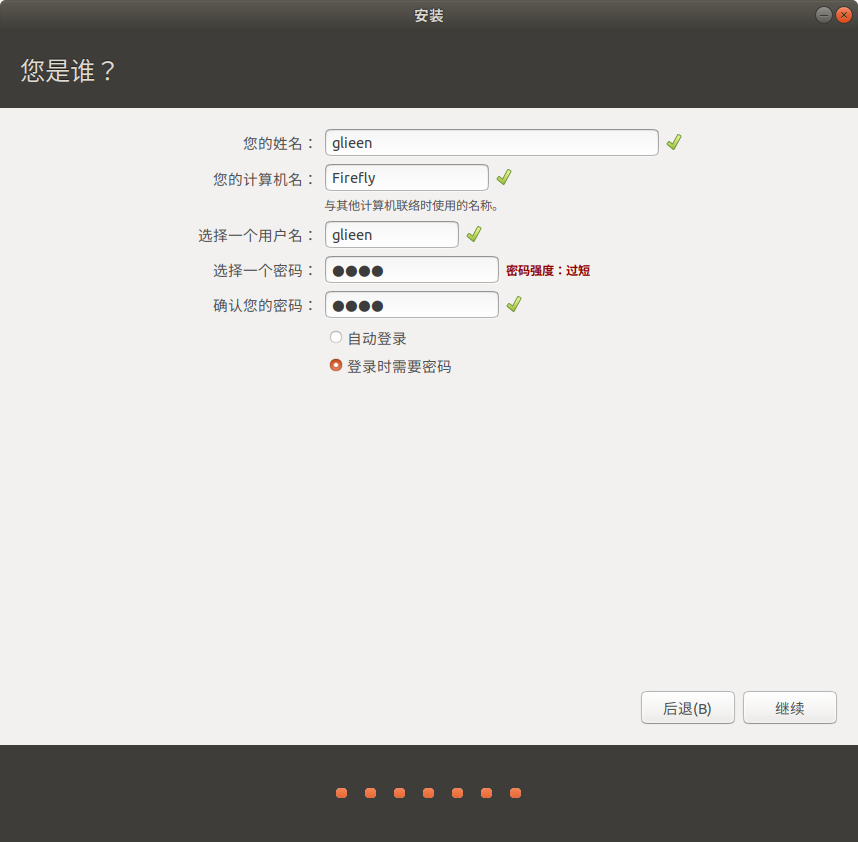 安装
您是谁？
您的姓名： glieen
您的计算机名： Firefly
与其他计算机联络时使用的名称。
选择一个用户名： glieen
选择一个密码： ●●●● 密码强度：过短
确认您的密码： ●●●●
自动登录
登录时需要密码
后退(B) 继续